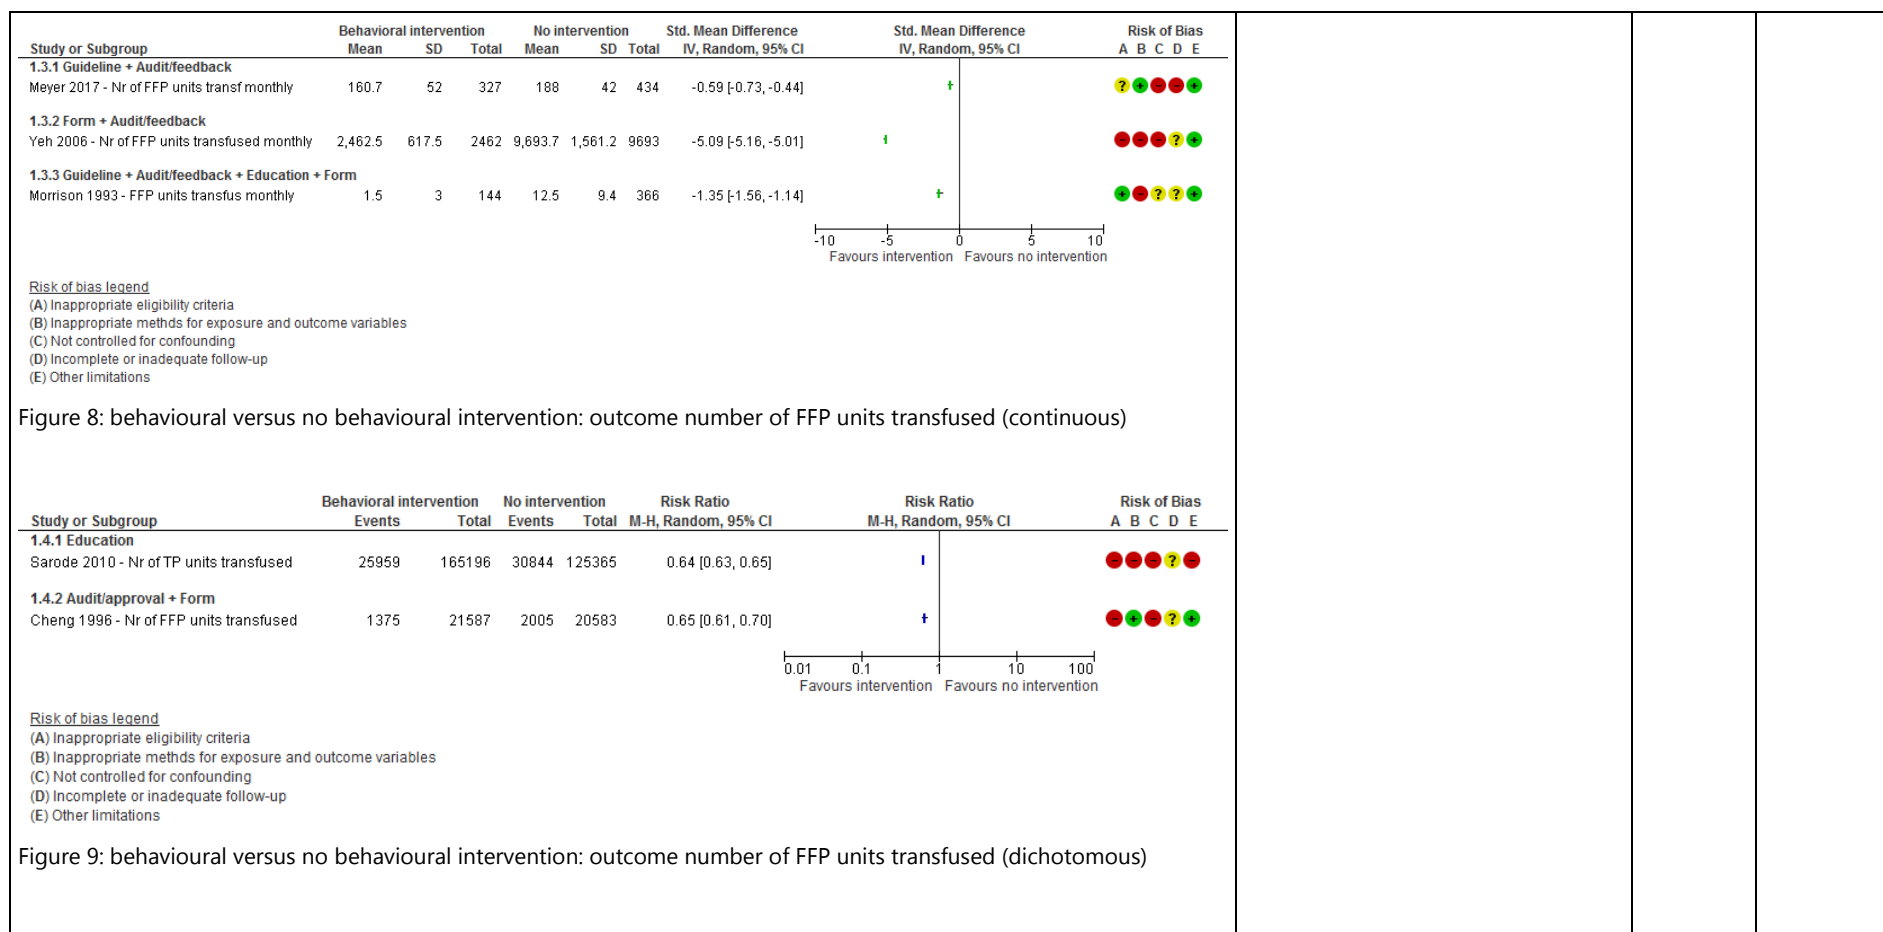 Behavioral intervention No intervention Std. Mean Difference Std. Mean Difference Risk of Bias
Study or Subgroup Mean SD Total Mean SD Total IV, Random, 95% CI IV, Random, 95% CI A B C D E
1.3.1 Guideline + Audit/feedback
Meyer 2017 - Nr of FFP units transf monthly 160.7 52 327 188 42 434 -0.59 [-0.73, -0.44] ? + - - +
1.3.2 Form + Audit/feedback
Yeh 2006 - Nr of FFP units transfused monthly 2,462.5 617.5 2462 9,693.7 1,561.2 9693 -5.09 [-5.16, -5.01] - - - ? +
1.3.3 Guideline + Audit/feedback + Education + Form
Morrison 1993 - FFP units transfus monthly 1.5 3 144 12.5 9.4 366 -1.35 [-1.56, -1.14] + - ? ? +
-10 -5 0 5 10
Favours intervention Favours no intervention
Risk of bias legend
(A) Inappropriate eligibility criteria
(B) Inappropriate methds for exposure and outcome variables
(C) Not controlled for confounding
(D) Incomplete or inadequate follow-up
(E) Other limitations
Figure 8: behavioural versus no behavioural intervention: outcome number of FFP units transfused (continuous)
Behavioral intervention No intervention Risk Ratio Risk Ratio Risk of Bias
Study or Subgroup Events Total Events Total M-H, Random, 95% CI M-H, Random, 95% CI A B C D E
1.4.1 Education
Sarode 2010 - Nr of TP units transfused 25959 165196 30844 125365 0.64 [0.63, 0.65] - - - ? -
1.4.2 Audit/approval + Form
Cheng 1996 - Nr of FFP units transfused 1375 21587 2005 20583 0.65 [0.61, 0.70] - + - ? +
0.01 0.1 1 10 100
Favours intervention Favours no intervention
Risk of bias legend
(A) Inappropriate eligibility criteria
(B) Inappropriate methds for exposure and outcome variables
(C) Not controlled for confounding
(D) Incomplete or inadequate follow-up
(E) Other limitations
Figure 9: behavioural versus no behavioural intervention: outcome number of FFP units transfused (dichotomous)